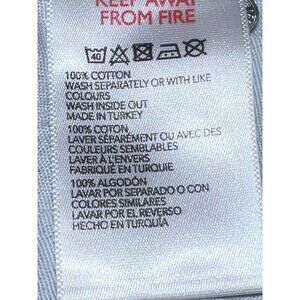 KEEP AWAY
FROM FIRE
40
100% COTTON
WASH SEPARATELY OR WITH LIKE
COLOURS
WASH INSIDE OUT
MADE IN TURKEY
100% COTON
LAVER SÉPARÉMENT OU AVEC DES
COULEURS SEMBLABLES
LAVER À L'ENVERS
FABRIQUÉ EN TURQUIE
100% ALGODÓN
LAVAR POR SEPARADO O CON
COLORES SIMILARES
LAVAR POR EL REVERSO
HECHO EN TURQUÍA